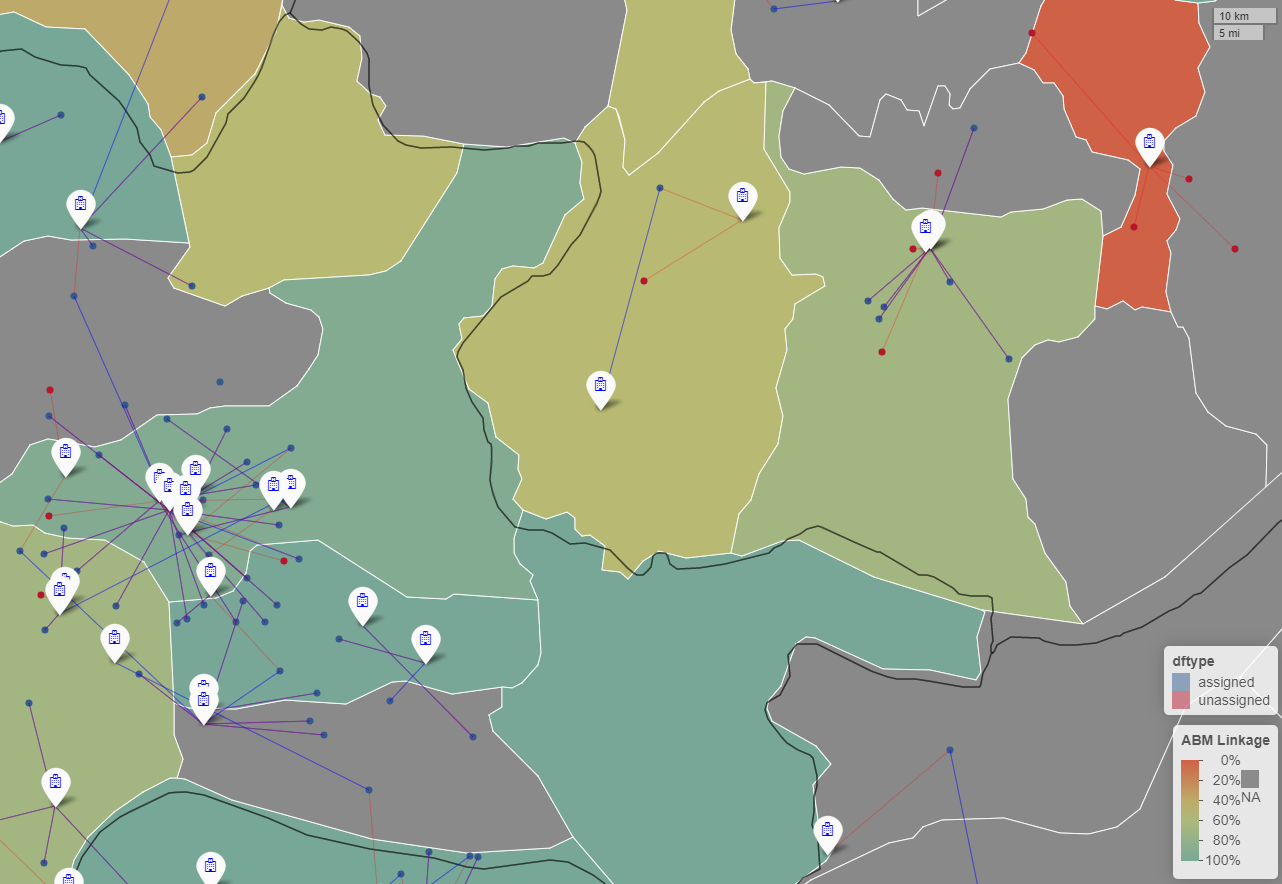 10 km
5 mi
dftype
assigned
unassigned
ABM Linkage
0%
20%
40%
NA
60%
80%
100%